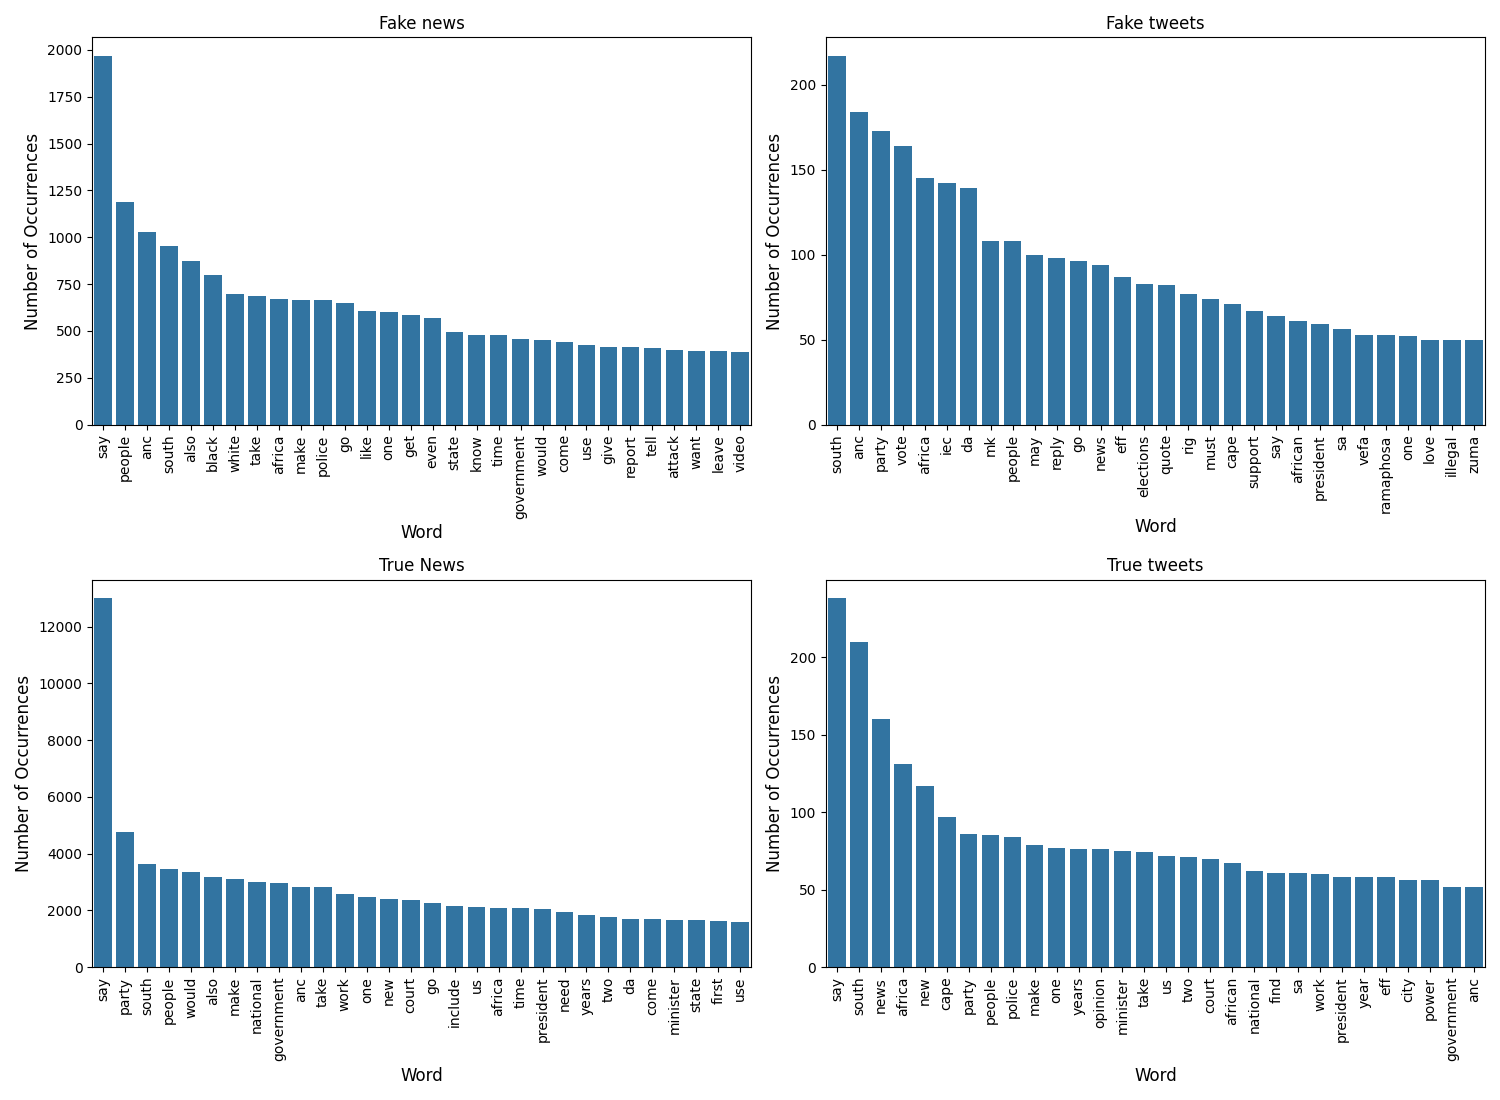 Fake news
Number of Occurrences
2000
1750
1500
1250
1000
750
500
250
0
say people anc south also black white take africa make police go like one get even state know time government would come use give report tell attack want leave video
Word
Fake tweets
Number of Occurrences
200
150
100
50
0
south anc party vote africa iec da mk people may reply go news eff elections quote rig must cape support say african president sa vefa ramaphosa one love illegal zuma
Word
True News
Number of Occurrences
12000
10000
8000
6000
4000
2000
0
say party south people would also make national government anc take work one new court go include us africa time president need years two da come minister state first use
Word
True tweets
Number of Occurrences
200
150
100
50
0
say south news africa new cape party people police make one years opinion minister take us two court african national find sa work president year eff city power government anc
Word